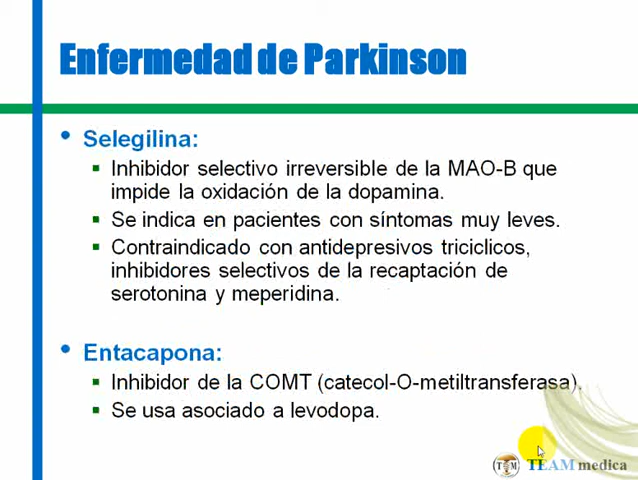 Enfermedad de Parkinson
Selegilina:
Inhibidor selectivo irreversible de la MAO-B que
impide la oxidación de la dopamina.
Se indica en pacientes con síntomas muy leves.
Contraindicado con antidepresivos triciclicos,
inhibidores selectivos de la recaptación de
serotonina y meperidina.
Entacapona:
Inhibidor de la COMT (catecol-O-metiltransferasa).
Se usa asociado a levodopa.
TEAM medica